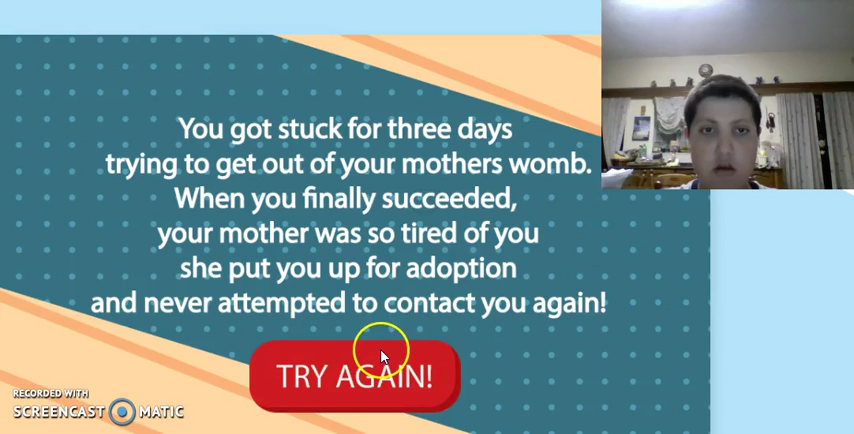 You got stuck for three days
trying to get out of your mothers womb.
When you finally succeeded,
your mother was so tired of you
she put you up for adoption
and never attempted to contact you again!
TRY AGAIN!
RECORDED WITH
SCREENCAST MATIC